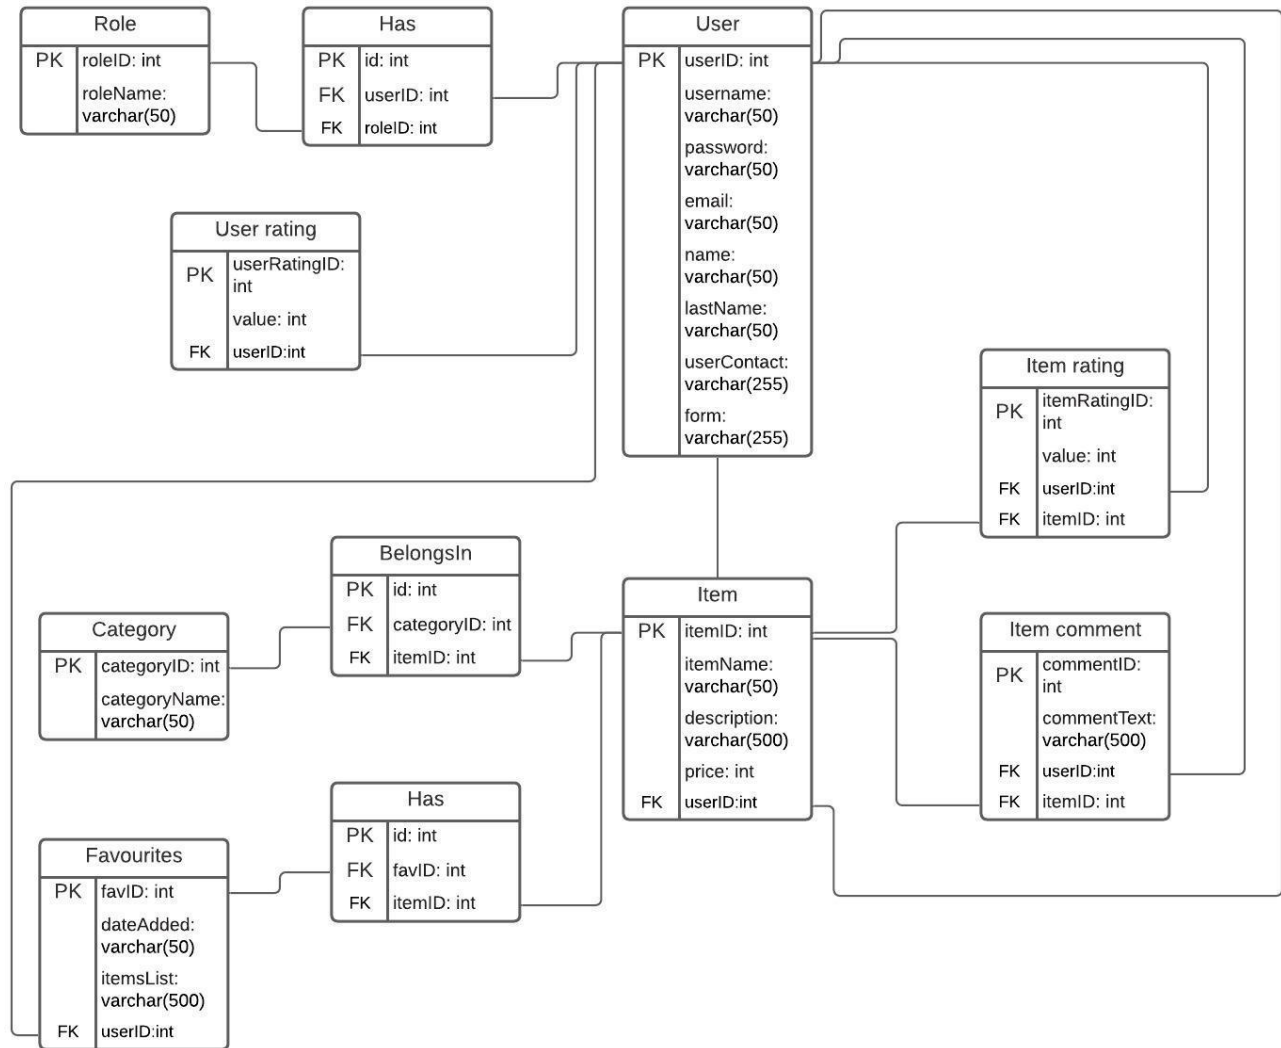 Role
PK roleID: int
roleName:
varchar(50)
Has
PK id: int
FK userID: int
FK roleID: int
User
PK userID: int
username:
varchar(50)
password:
varchar(50)
email:
varchar(50)
name:
varchar(50)
lastName:
varchar(50)
userContact:
varchar(255)
form:
varchar(255)
User rating
PK userRatingID:
int
value: int
FK userID:int
Item rating
PK itemRatingID:
int
value: int
FK userID:int
FK itemID: int
BelongsIn
PK id: int
FK categoryID: int
FK itemID: int
Category
PK categoryID: int
categoryName:
varchar(50)
Item
PK itemID: int
itemName:
varchar(50)
description:
varchar(500)
price: int
FK userID:int
Item comment
PK commentID:
int
commentText:
varchar(500)
FK userID:int
FK itemID: int
Has
PK id: int
FK favID: int
FK itemID: int
Favourites
PK favID: int
dateAdded:
varchar(50)
itemsList:
varchar(500)
FK userID:int